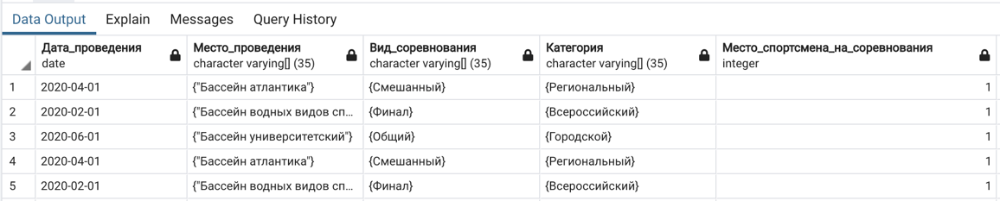 Data Output Explain Messages Query History
Дата_проведения Место_проведения Вид_соревнования Категория Место_спортсмена_на_соревнования
date character varying[] (35) character varying[] (35) character varying[] (35) integer
1 2020-04-01 {"Бассейн атлантика"} {Смешанный} {Региональный} 1
2 2020-02-01 {"Бассейн водных видов сп... {Финал} {Всероссийский} 1
3 2020-06-01 {"Бассейн университетский"} {Общий} {Городской} 1
4 2020-04-01 {"Бассейн атлантика"} {Смешанный} {Региональный} 1
5 2020-02-01 {"Бассейн водных видов сп... {Финал} {Всероссийский} 1